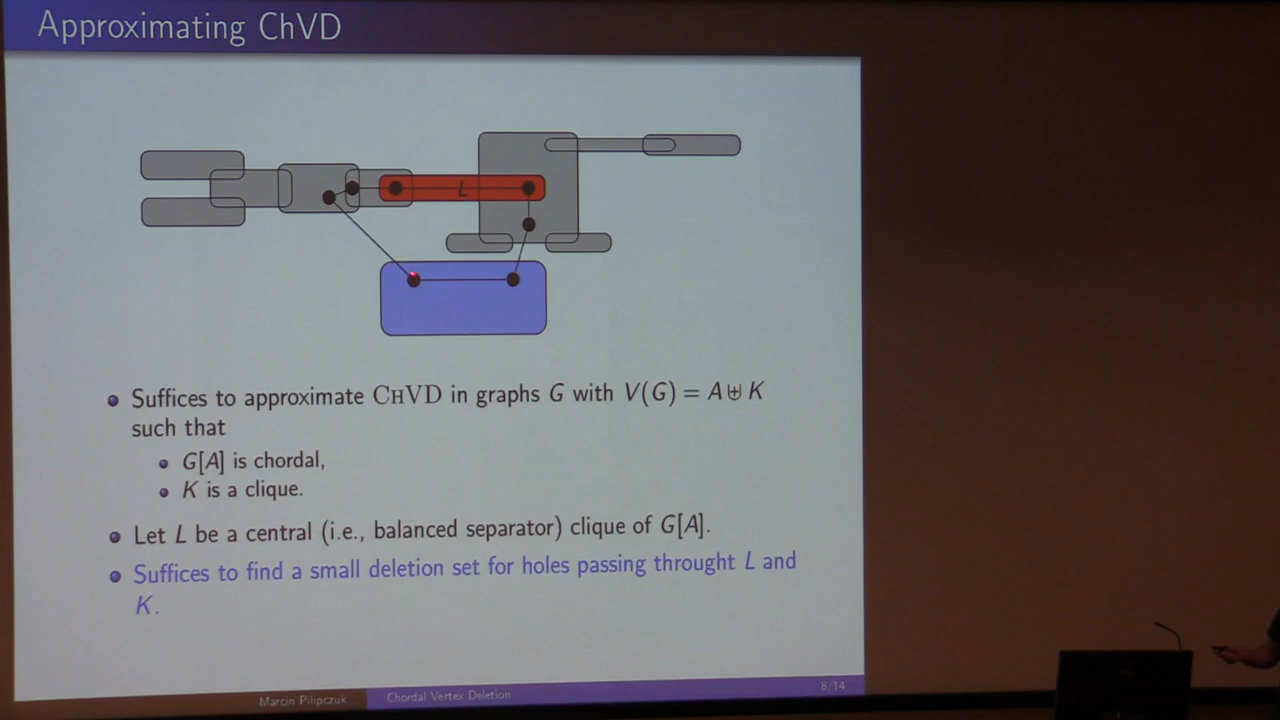 Approximating ChVD
L
Suffices to approximate CHVD in graphs G with V(G) = A ⊎ K
such that
G[A] is chordal,
K is a clique.
Let L be a central (i.e., balanced separator) clique of G[A].
Suffices to find a small deletion set for holes passing throught L and
K.
Marcin Pilipczuk
Chordal Vertex Deletion
8/14